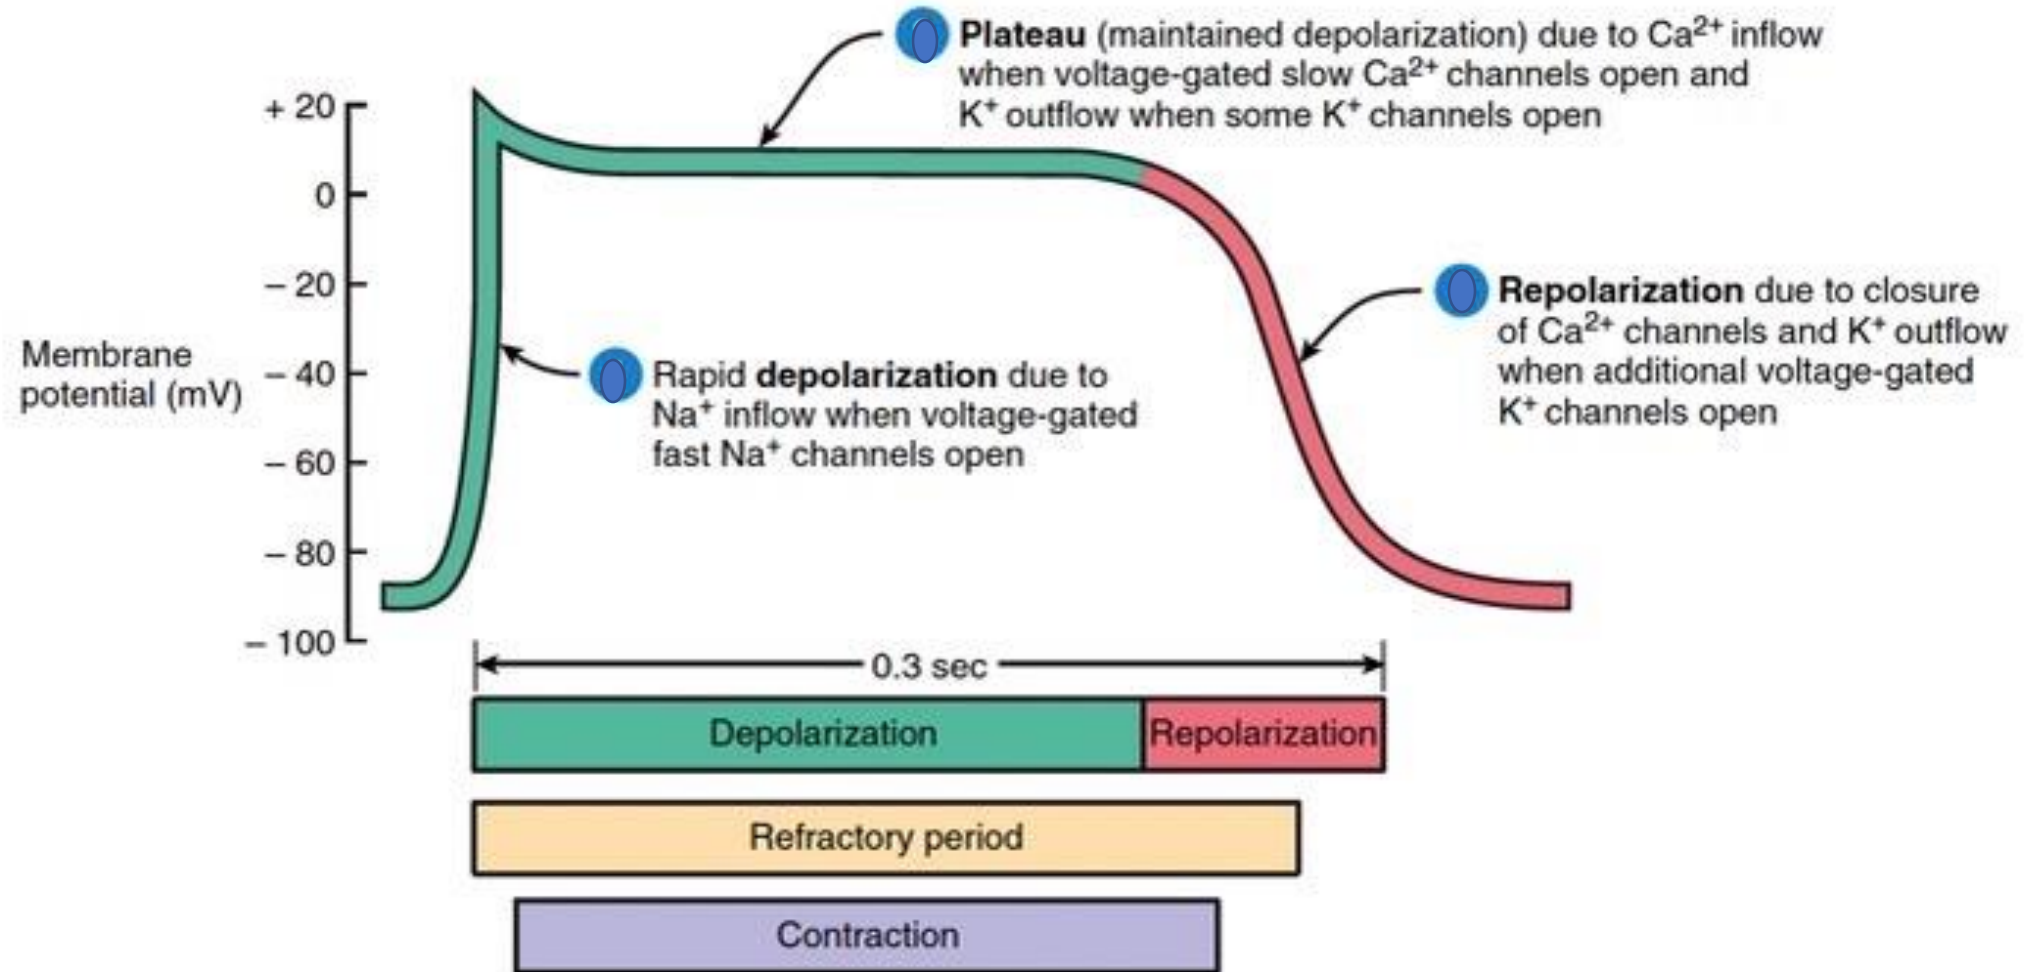 Plateau (maintained depolarization) due to Ca²⁺ inflow
when voltage-gated slow Ca²⁺ channels open and
K⁺ outflow when some K⁺ channels open
+ 20
0
– 20
– 40
– 60
– 80
– 100
Membrane
potential (mV)
Rapid depolarization due to
Na⁺ inflow when voltage-gated
fast Na⁺ channels open
Repolarization due to closure
of Ca²⁺ channels and K⁺ outflow
when additional voltage-gated
K⁺ channels open
0.3 sec
Depolarization
Repolarization
Refractory period
Contraction